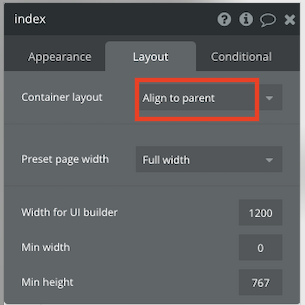 index
Appearance Layout Conditional
Container layout Align to parent
Preset page width Full width
Width for UI builder 1200
Min width 0
Min height 767